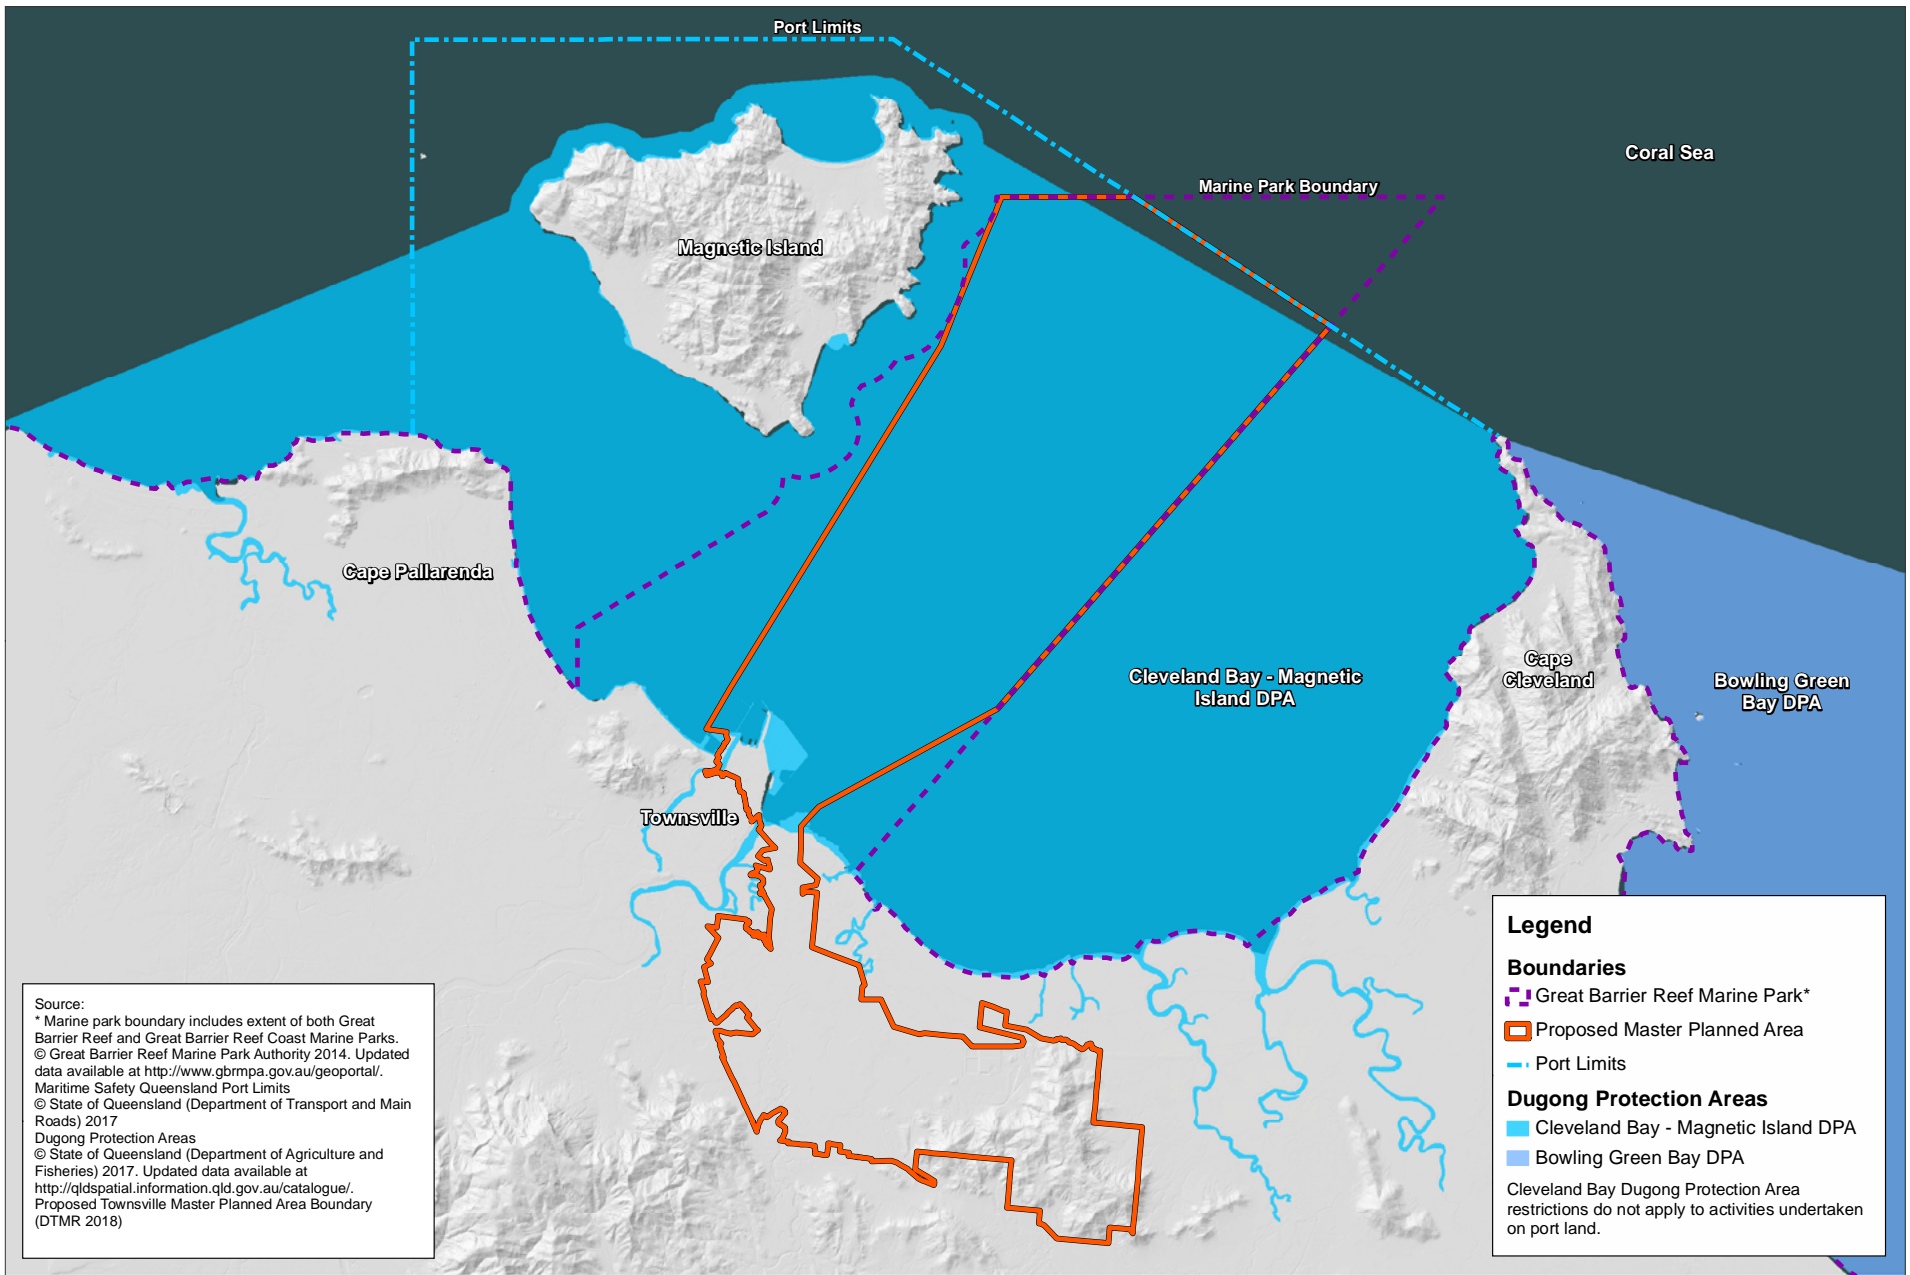 Port Limits
Coral Sea
Marine Park Boundary
Magnetic Island
Cape Pallarenda
Cleveland Bay - Magnetic
Island DPA
Cape
Cleveland
Bowling Green
Bay DPA
Townsville
Source:
* Marine park boundary includes extent of both Great
Barrier Reef and Great Barrier Reef Coast Marine Parks.
© Great Barrier Reef Marine Park Authority 2014. Updated
data available at http://www.gbrmpa.gov.au/geoportal/.
Maritime Safety Queensland Port Limits
© State of Queensland (Department of Transport and Main
Roads) 2017
Dugong Protection Areas
© State of Queensland (Department of Agriculture and
Fisheries) 2017. Updated data available at
http://qldspatial.information.qld.gov.au/catalogue/.
Proposed Townsville Master Planned Area Boundary
(DTMR 2018)
Legend
Boundaries
Great Barrier Reef Marine Park*
Proposed Master Planned Area
Port Limits
Dugong Protection Areas
Cleveland Bay - Magnetic Island DPA
Bowling Green Bay DPA
Cleveland Bay Dugong Protection Area
restrictions do not apply to activities undertaken
on port land.